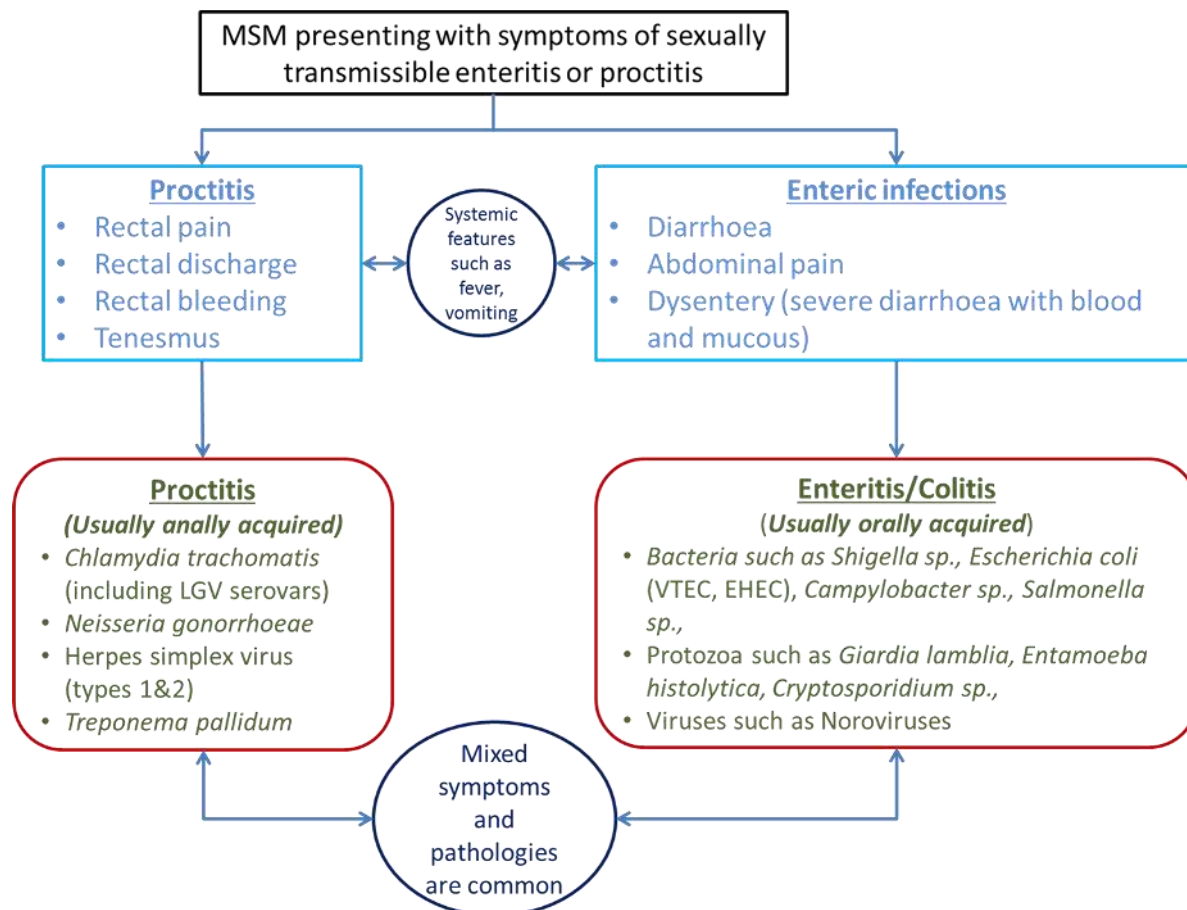 MSM presenting with symptoms of sexually
transmissible enteritis or proctitis
Proctitis
• Rectal pain
• Rectal discharge
• Rectal bleeding
• Tenesmus
Systemic
features
such as
fever,
vomiting
Enteric infections
• Diarrhoea
• Abdominal pain
• Dysentery (severe diarrhoea with blood
and mucous)
Proctitis
(Usually anally acquired)
• Chlamydia trachomatis
(including LGV serovars)
• Neisseria gonorrhoeae
• Herpes simplex virus
(types 1&2)
• Treponema pallidum
Enteritis/Colitis
(Usually orally acquired)
• Bacteria such as Shigella sp., Escherichia coli
(VTEC, EHEC), Campylobacter sp., Salmonella
sp.,
• Protozoa such as Giardia lamblia, Entamoeba
histolytica, Cryptosporidium sp.,
• Viruses such as Noroviruses
Mixed
symptoms
and
pathologies
are common